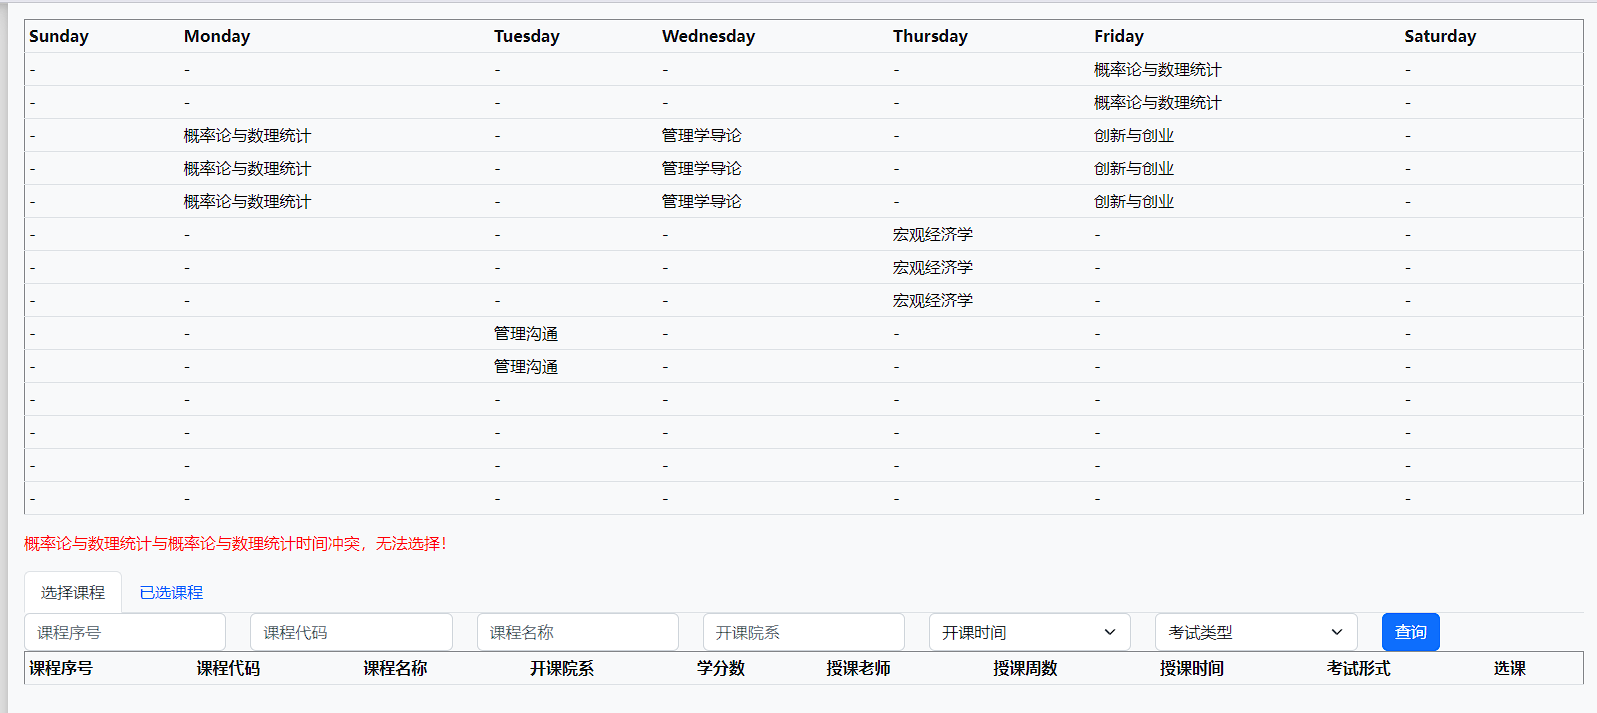 Sunday Monday Tuesday Wednesday Thursday Friday Saturday
- - - - - 概率论与数理统计 -
- - - - - 概率论与数理统计 -
- 概率论与数理统计 - 管理学导论 - 创新与创业 -
- 概率论与数理统计 - 管理学导论 - 创新与创业 -
- 概率论与数理统计 - 管理学导论 - 创新与创业 -
- - - - 宏观经济学 - -
- - - - 宏观经济学 - -
- - - - 宏观经济学 - -
- - 管理沟通 - - - -
- - 管理沟通 - - - -
- - - - - - -
- - - - - - -
- - - - - - -
- - - - - - -
概率论与数理统计与概率论与数理统计时间冲突，无法选择！
选择课程 已选课程
课程序号 课程代码 课程名称 开课院系 开课时间 考试类型 查询
课程序号 课程代码 课程名称 开课院系 学分数 授课老师 授课周数 授课时间 考试形式 选课